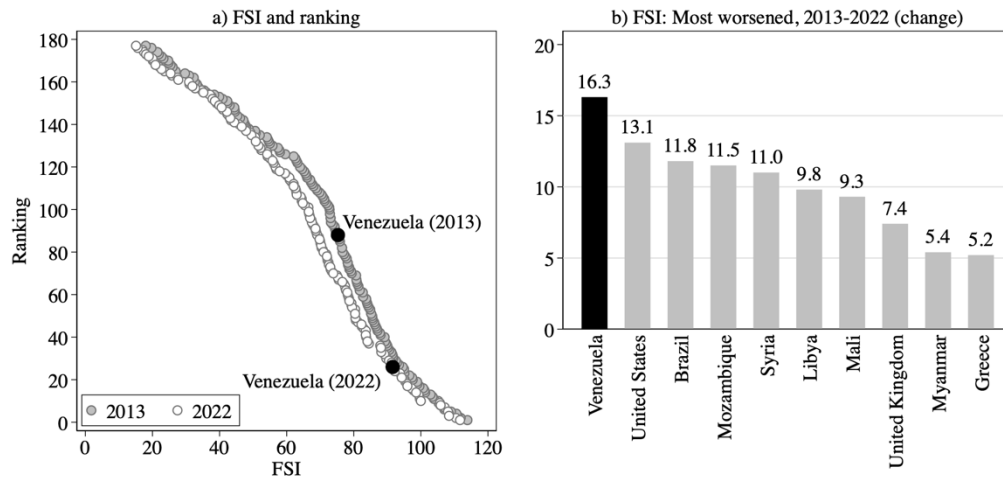 a) FSI and ranking
180
160
140
120
100
80
60
40
20
0
Ranking
Venezuela (2013)
Venezuela (2022)
2013 2022
0 20 40 60 80 100 120
FSI
b) FSI: Most worsened, 2013-2022 (change)
20
15
10
5
0
16.3
13.1
11.8
11.5
11.0
9.8
9.3
7.4
5.4
5.2
Venezuela
United States
Brazil
Mozambique
Syria
Libya
Mali
United Kingdom
Myanmar
Greece